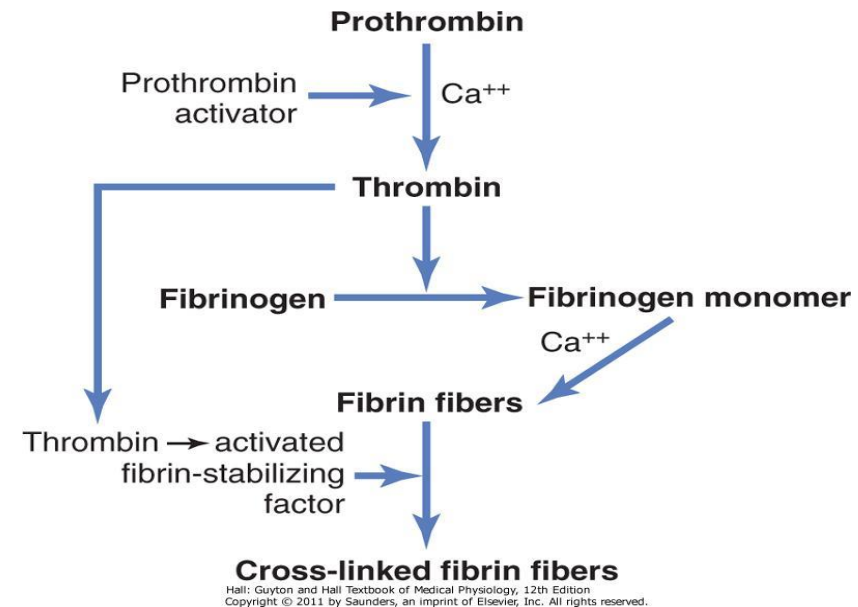 Prothrombin
Prothrombin
activator
Ca++
Thrombin
Fibrinogen
Fibrinogen monomer
Ca++
Fibrin fibers
Thrombin → activated
fibrin-stabilizing
factor
Cross-linked fibrin fibers
Hall: Guyton and Hall Textbook of Medical Physiology, 12th Edition
Copyright © 2011 by Saunders, an imprint of Elsevier, Inc. All rights reserved.